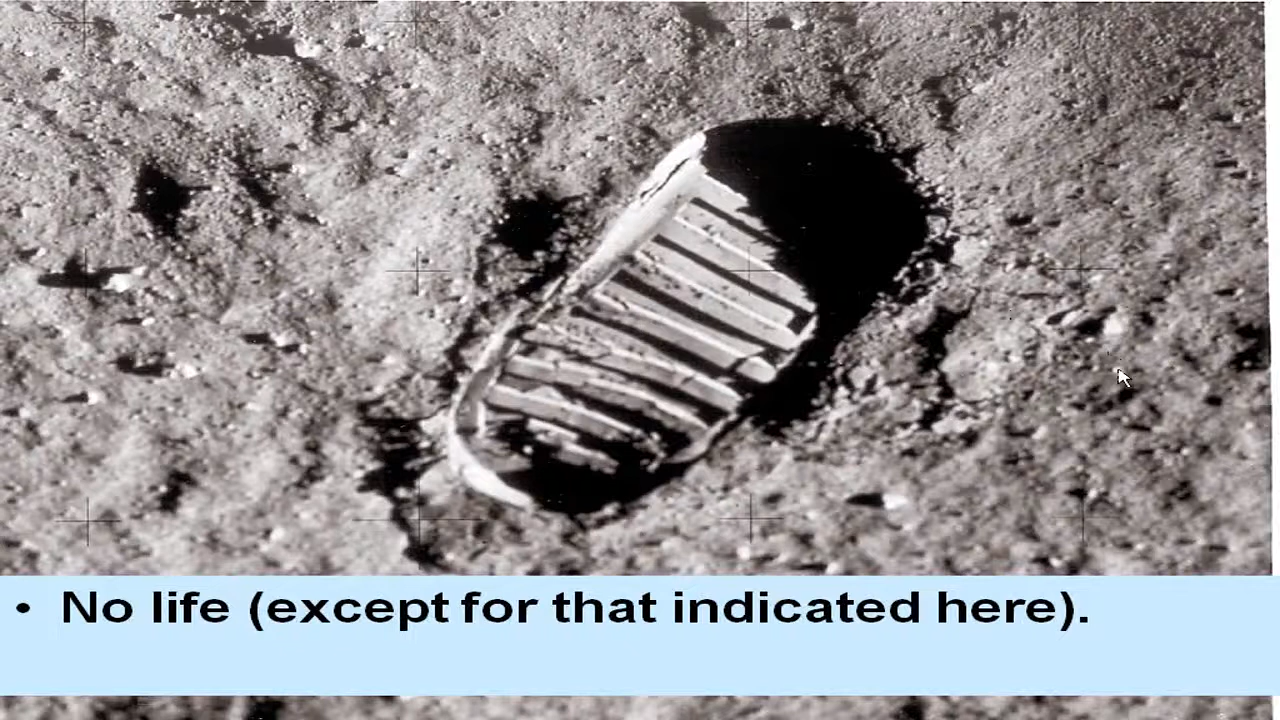 • No life (except for that indicated here).